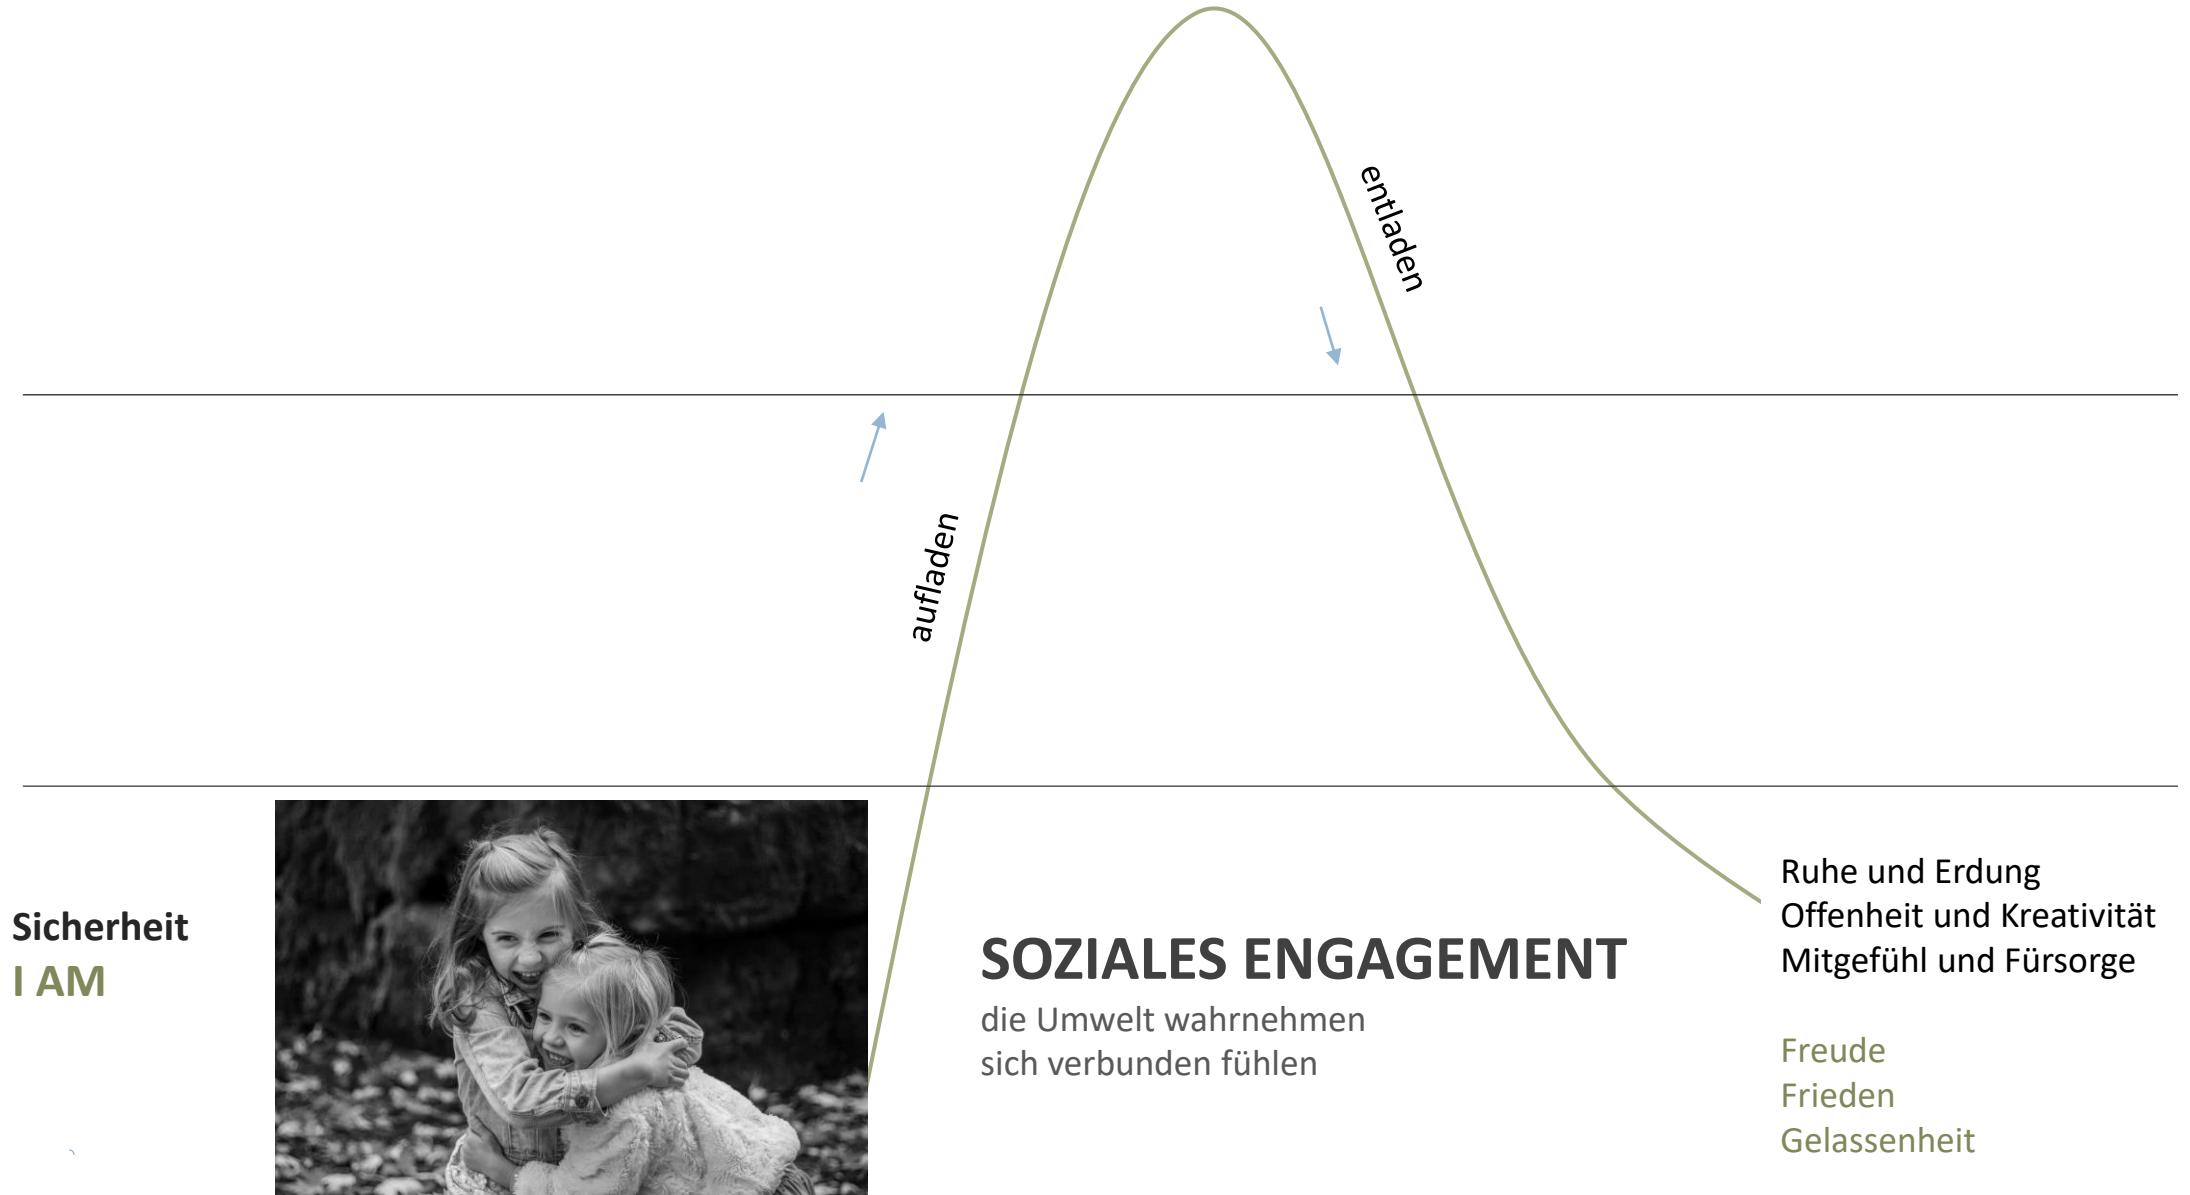 entladen
aufladen
Sicherheit
I AM
SOZIALES ENGAGEMENT
die Umwelt wahrnehmen
sich verbunden fühlen
Ruhe und Erdung
Offenheit und Kreativität
Mitgefühl und Fürsorge
Freude
Frieden
Gelassenheit